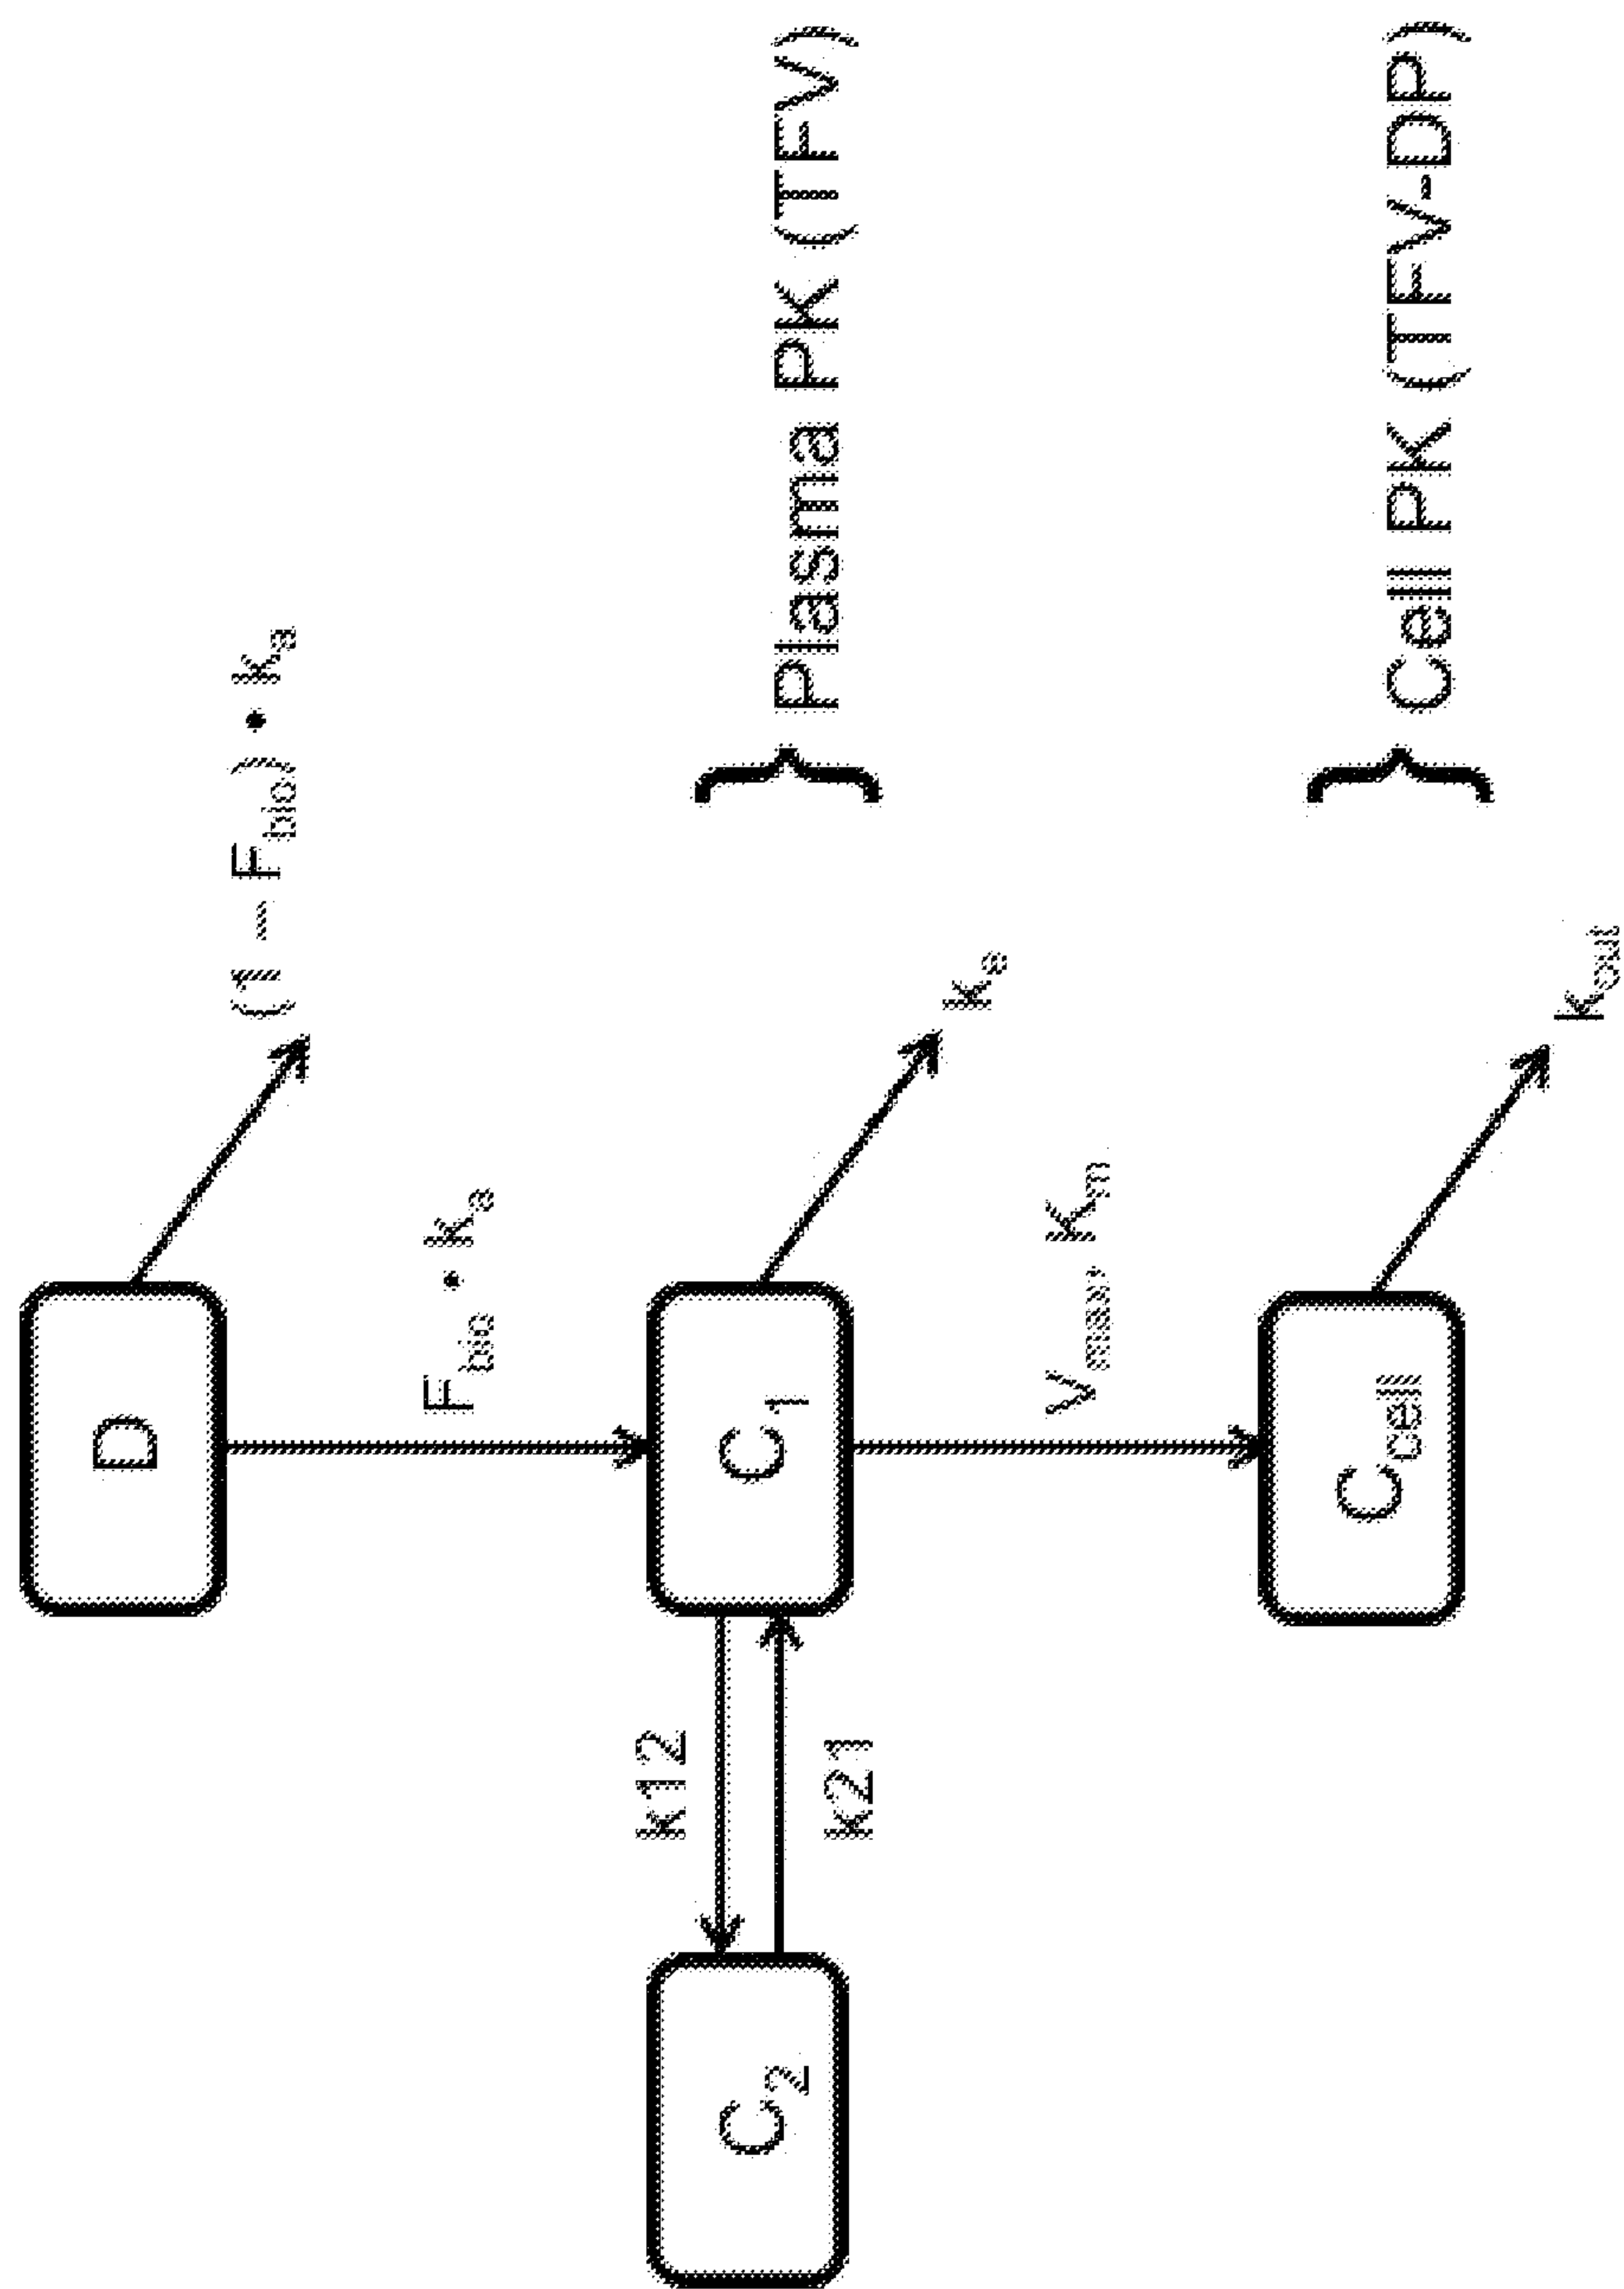 D
(1 – F_bio) • k_a
F_bio • k_a
k12
k21
C_2
C_1
k_e
} Plasma PK (TFV)
V_max, K_m
C_cell
k_out
} Cell PK (TFV-DP)